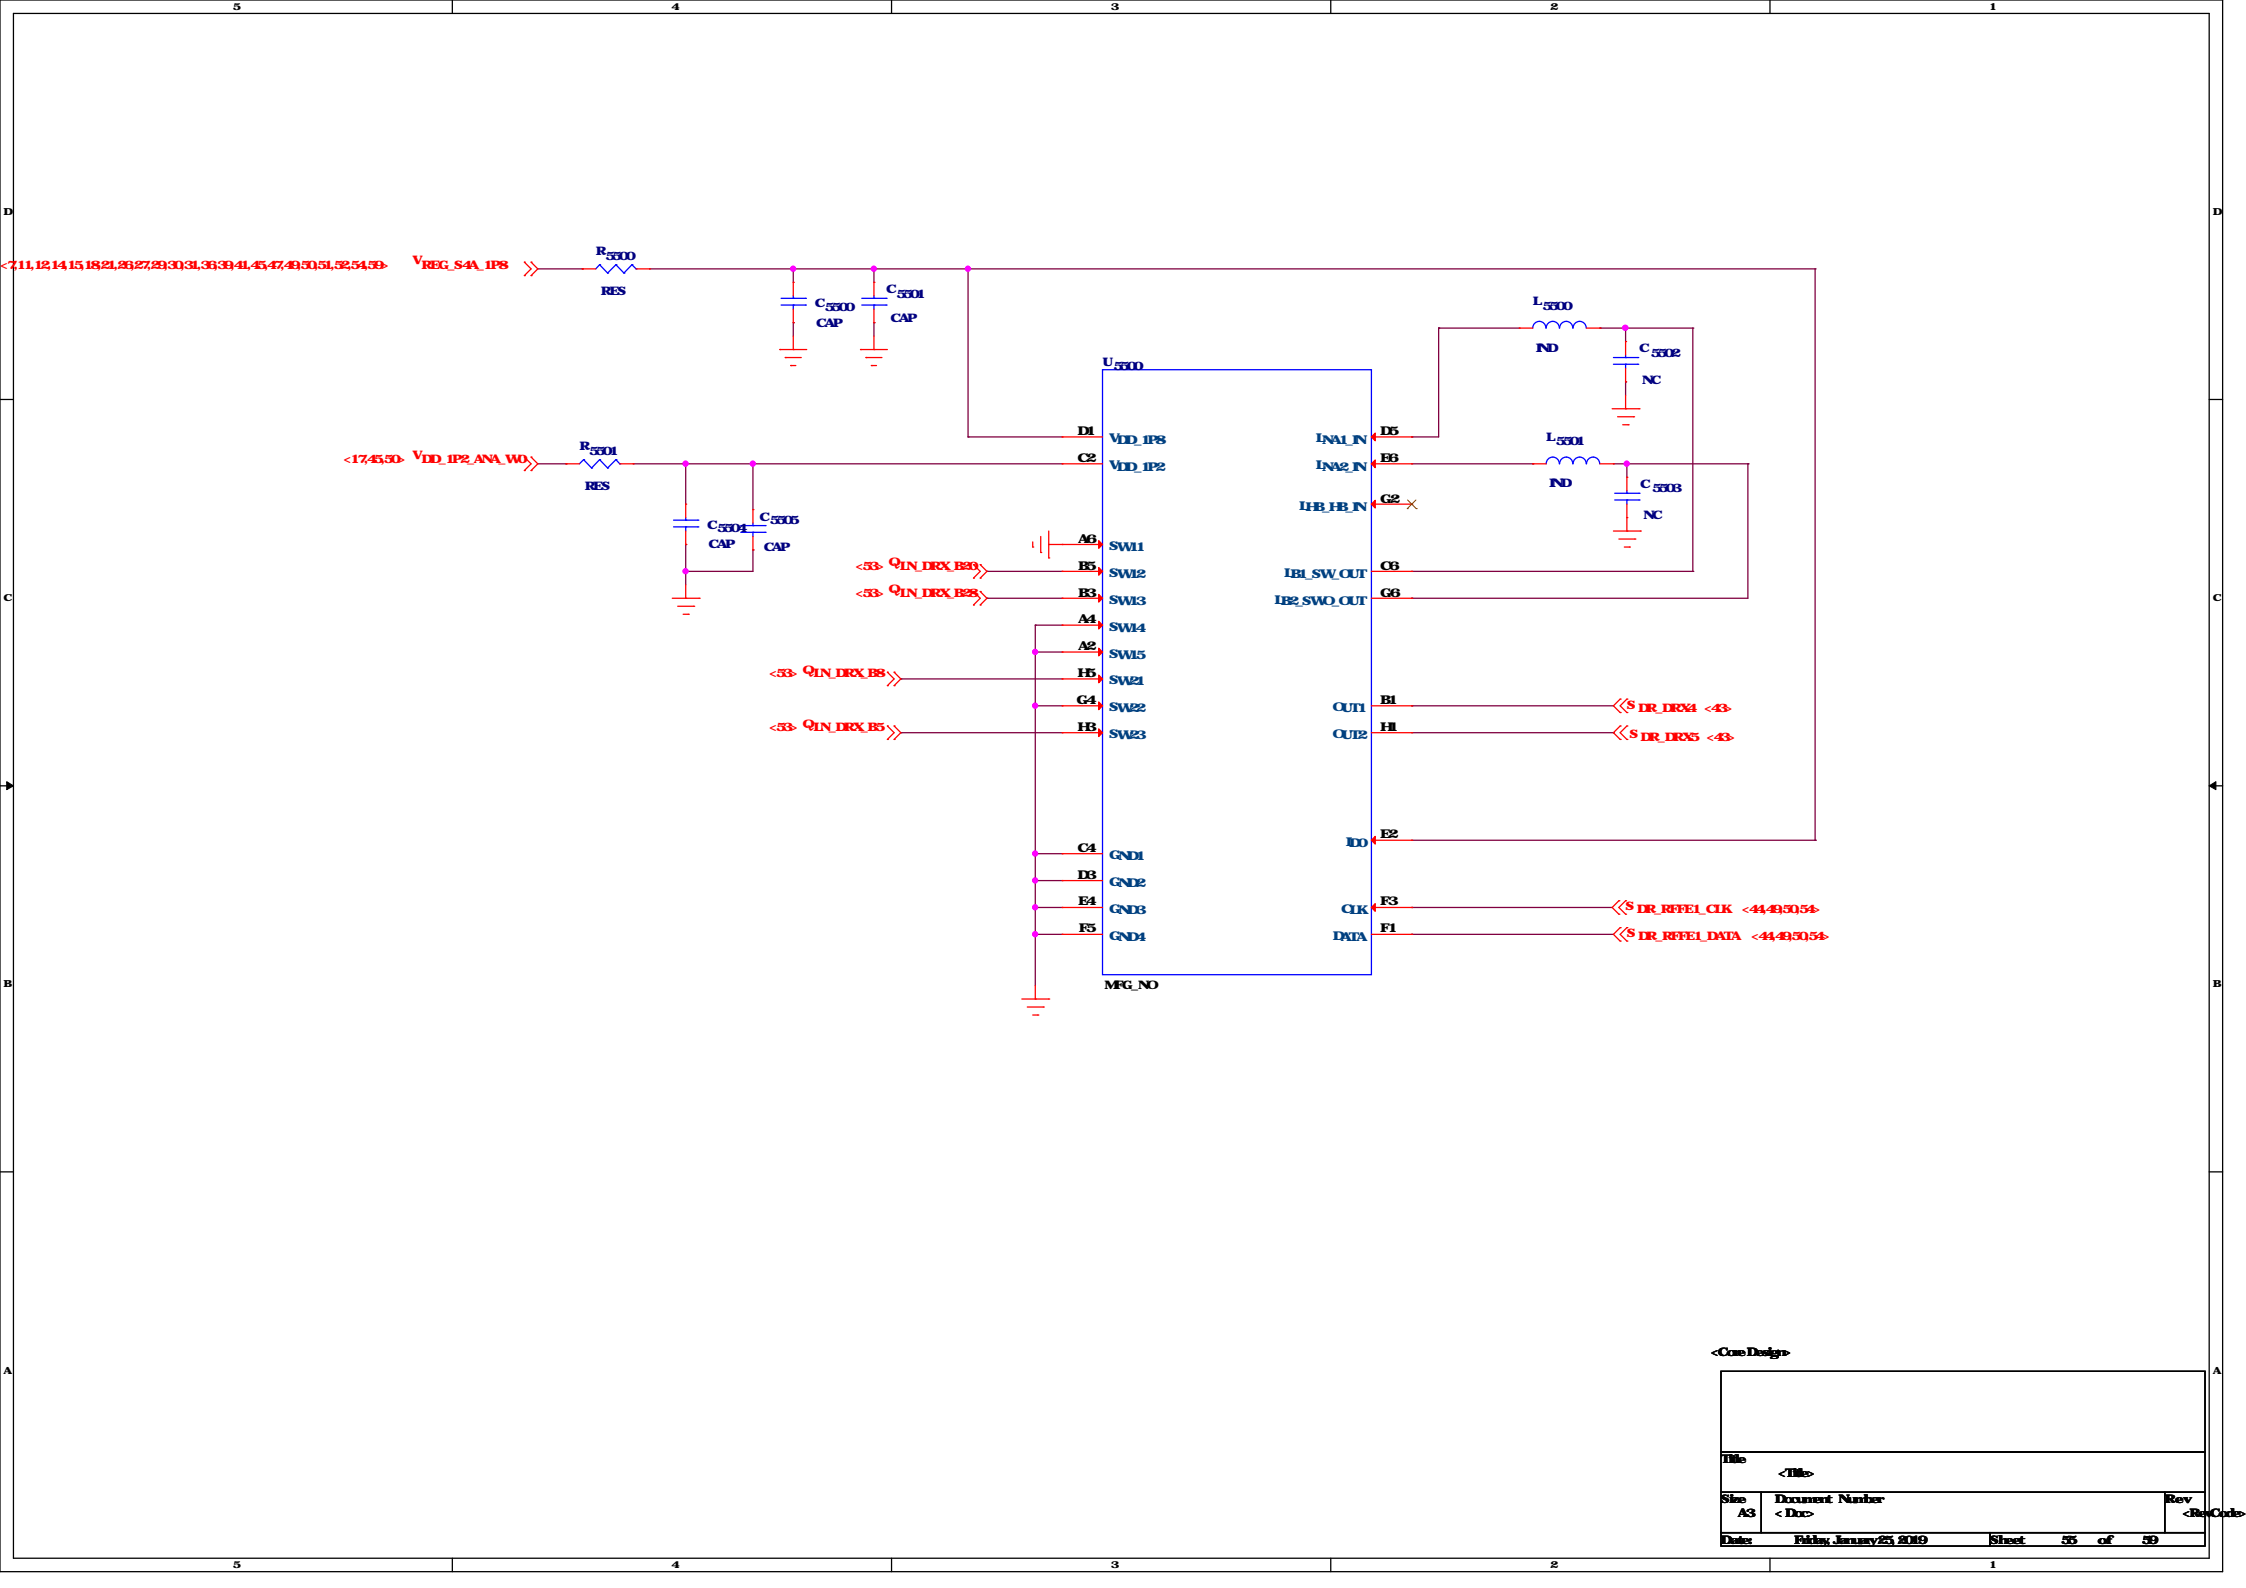 5 4 3 2 1
D D
<7,11,12,14,15,18,21,26,27,29,30,31,36,39,41,45,47,49,50,51,52,54,59> VREG_S4A_1P8
R5500
RES
C5500
CAP
C5501
CAP
L5500
IND
C5502
NC
U5500
<17,45,50> VDD_1P2_ANA_W0
R5501
RES
D1 VDD_1P8
LNA1_IN D5
C2 VDD_1P2
LNA2_IN E6
L5501
IND
C5503
NC
LHB_HB_IN G2
C5504
CAP
C5505
CAP
A6 SW11
<53> QLN_DRX_B20
B5 SW12
LB1_SW_OUT C6
<53> QLN_DRX_B28
B3 SW13
LB2_SWO_OUT G6
C C
A4 SW14
A2 SW15
<53> QLN_DRX_B8
H5 SW21
G4 SW22
OUT1 B1
SDR_DRX4 <43>
<53> QLN_DRX_B5
H3 SW23
OUT2 H1
SDR_DRX5 <43>
ID0 E2
C4 GND1
D3 GND2
E4 GND3
CLK F3
SDR_RFFE1_CLK <44,49,50,54>
F5 GND4
DATA F1
SDR_RFFE1_DATA <44,49,50,54>
MFG_NO
B B
<Core Design>
A A
Title
<Title>
Size Document Number Rev
A3 <Doc> <RevCode>
Date: Friday, January 25, 2019 Sheet 55 of 59
5 4 3 2 1